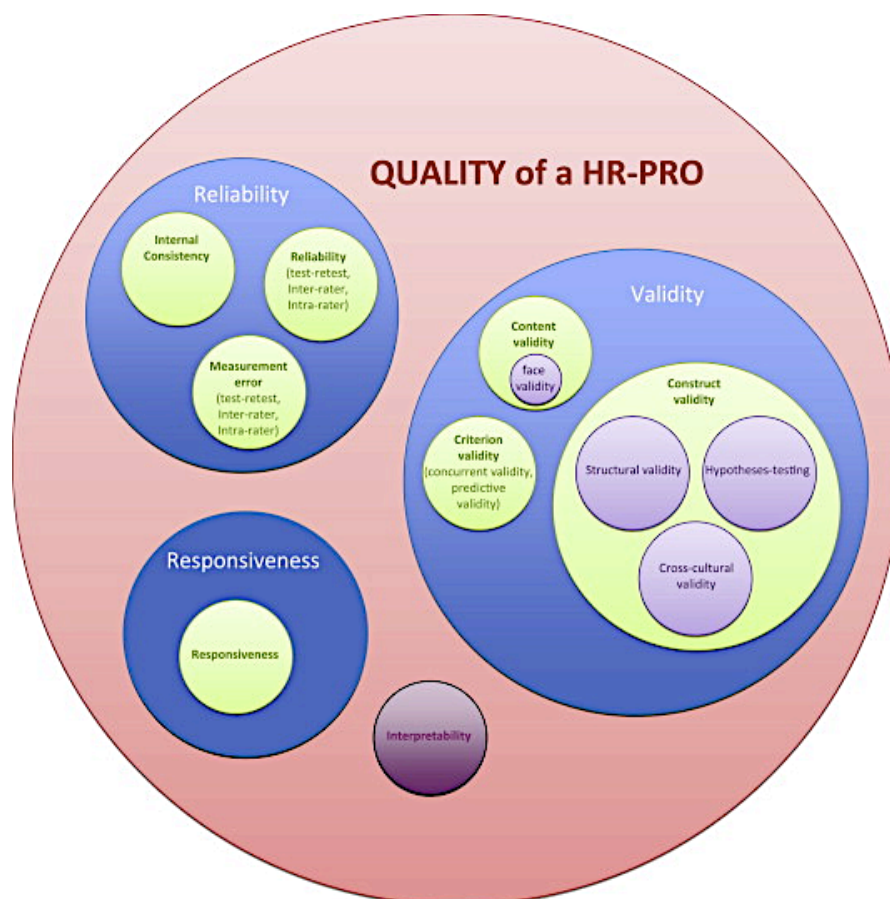 QUALITY of a HR-PRO
Reliability
Internal
Consistency
Reliability
(test-retest,
Inter-rater,
Intra-rater)
Measurement
error
(test-retest,
Inter-rater,
Intra-rater)
Validity
Content
validity
face
validity
Criterion
validity
(concurrent validity,
predictive
validity)
Construct
validity
Structural validity
Hypotheses-testing
Cross-cultural
validity
Responsiveness
Responsiveness
Interpretability